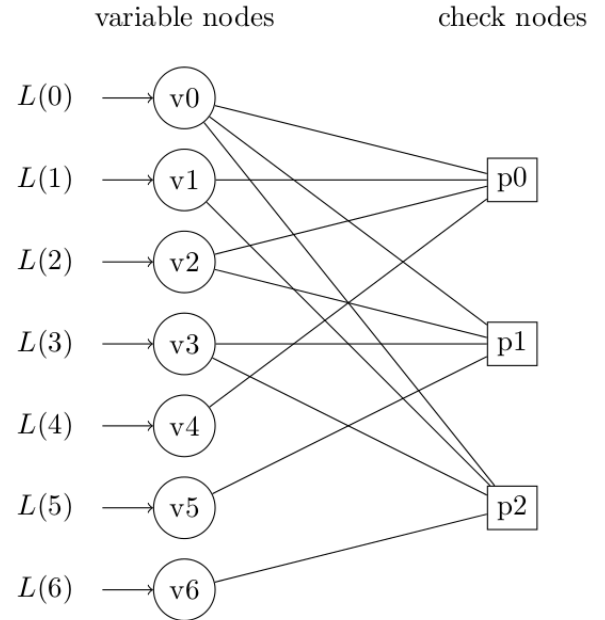 variable nodes check nodes
L(0) v0
L(1) v1 p0
L(2) v2
L(3) v3 p1
L(4) v4
L(5) v5 p2
L(6) v6